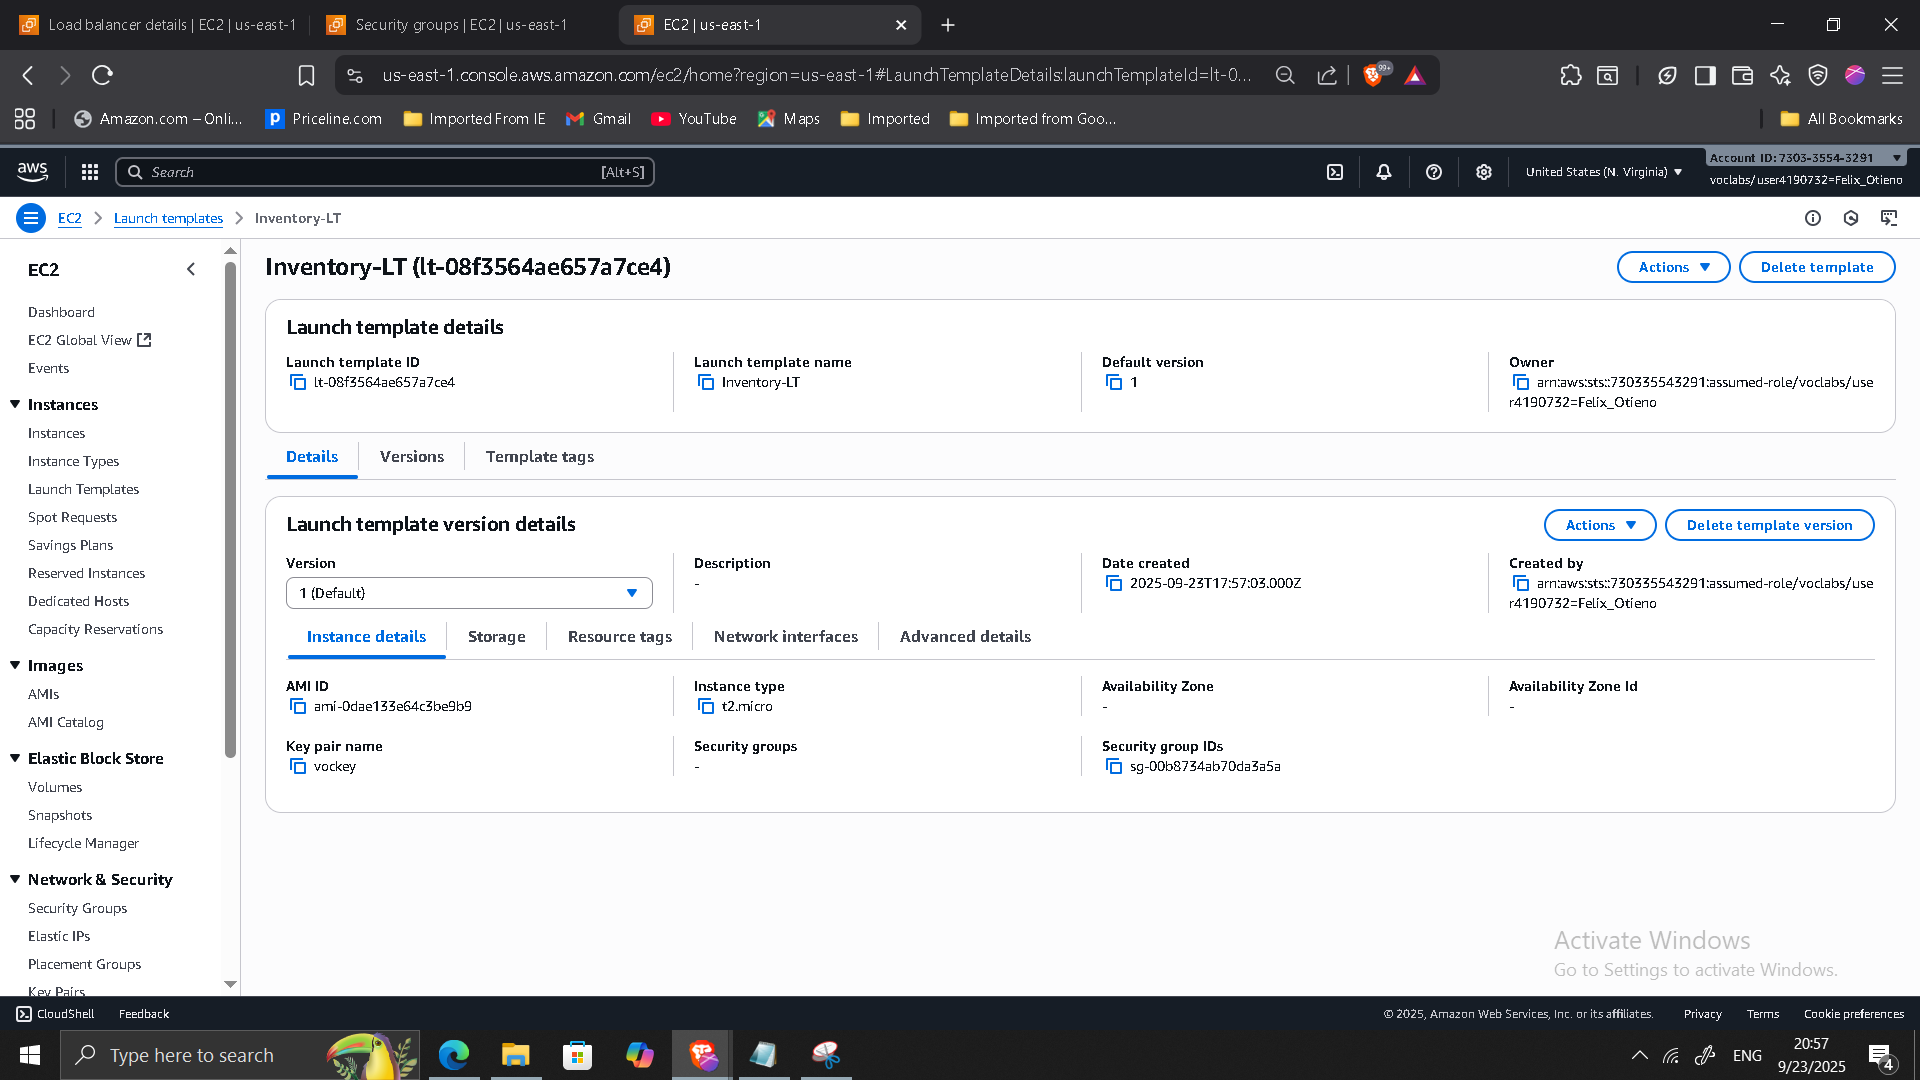 Load balancer details | EC2 | us-east-1
Security groups | EC2 | us-east-1
EC2 | us-east-1
us-east-1.console.aws.amazon.com/ec2/home?region=us-east-1#LaunchTemplateDetails:launchTemplateId=lt-0...
99+
Amazon.com – Onli...
Priceline.com
Imported From IE
Gmail
YouTube
Maps
Imported
Imported from Goo...
All Bookmarks
aws
Search
[Alt+S]
United States (N. Virginia)
Account ID: 7303-3554-3291
voclabs/user4190732=Felix_Otieno
EC2
Launch templates
Inventory-LT
EC2
Dashboard
EC2 Global View
Events
Instances
Instances
Instance Types
Launch Templates
Spot Requests
Savings Plans
Reserved Instances
Dedicated Hosts
Capacity Reservations
Images
AMIs
AMI Catalog
Elastic Block Store
Volumes
Snapshots
Lifecycle Manager
Network & Security
Security Groups
Elastic IPs
Placement Groups
Key Pairs
Inventory-LT (lt-08f3564ae657a7ce4)
Actions
Delete template
Launch template details
Launch template ID
lt-08f3564ae657a7ce4
Launch template name
Inventory-LT
Default version
1
Owner
arn:aws:sts::730335543291:assumed-role/voclabs/use
r4190732=Felix_Otieno
Details
Versions
Template tags
Launch template version details
Actions
Delete template version
Version
1 (Default)
Description
-
Date created
2025-09-23T17:57:03.000Z
Created by
arn:aws:sts::730335543291:assumed-role/voclabs/use
r4190732=Felix_Otieno
Instance details
Storage
Resource tags
Network interfaces
Advanced details
AMI ID
ami-0dae133e64c3be9b9
Instance type
t2.micro
Availability Zone
-
Availability Zone Id
-
Key pair name
vockey
Security groups
-
Security group IDs
sg-00b8734ab70da3a5a
Activate Windows
Go to Settings to activate Windows.
CloudShell
Feedback
© 2025, Amazon Web Services, Inc. or its affiliates.
Privacy
Terms
Cookie preferences
Type here to search
ENG
20:57
9/23/2025
4